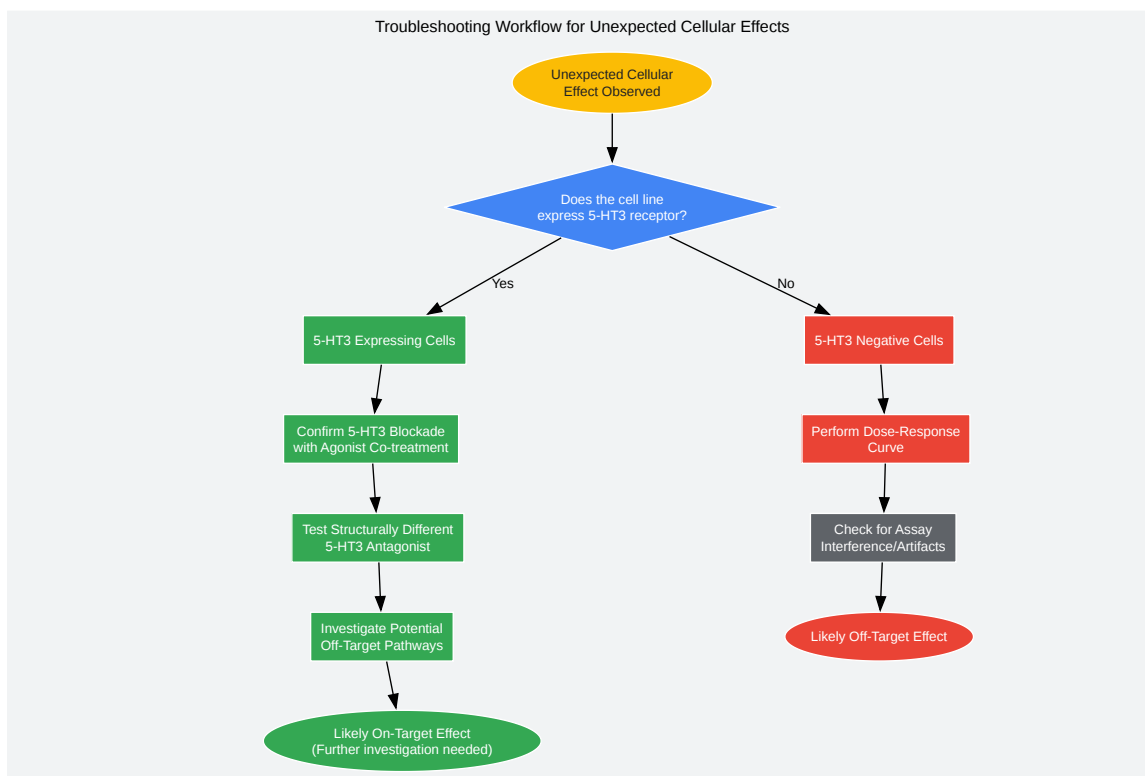 Troubleshooting Workflow for Unexpected Cellular Effects
Unexpected Cellular
Effect Observed
Does the cell line
express 5-HT3 receptor?
Yes
No
5-HT3 Expressing Cells
5-HT3 Negative Cells
Confirm 5-HT3 Blockade
with Agonist Co-treatment
Perform Dose-Response
Curve
Test Structurally Different
5-HT3 Antagonist
Check for Assay
Interference/Artifacts
Investigate Potential
Off-Target Pathways
Likely Off-Target Effect
Likely On-Target Effect
(Further investigation needed)